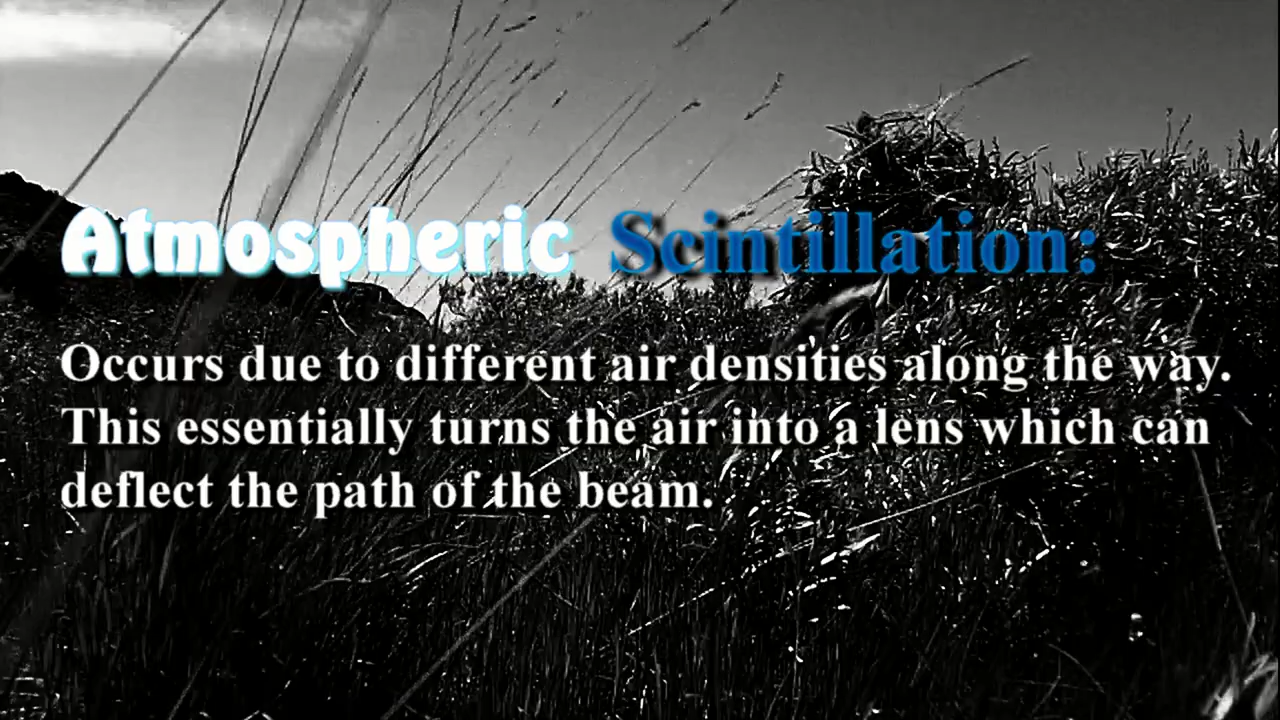 Atmospheric Scintillation:
Occurs due to different air densities along the way.
This essentially turns the air into a lens which can
deflect the path of the beam.